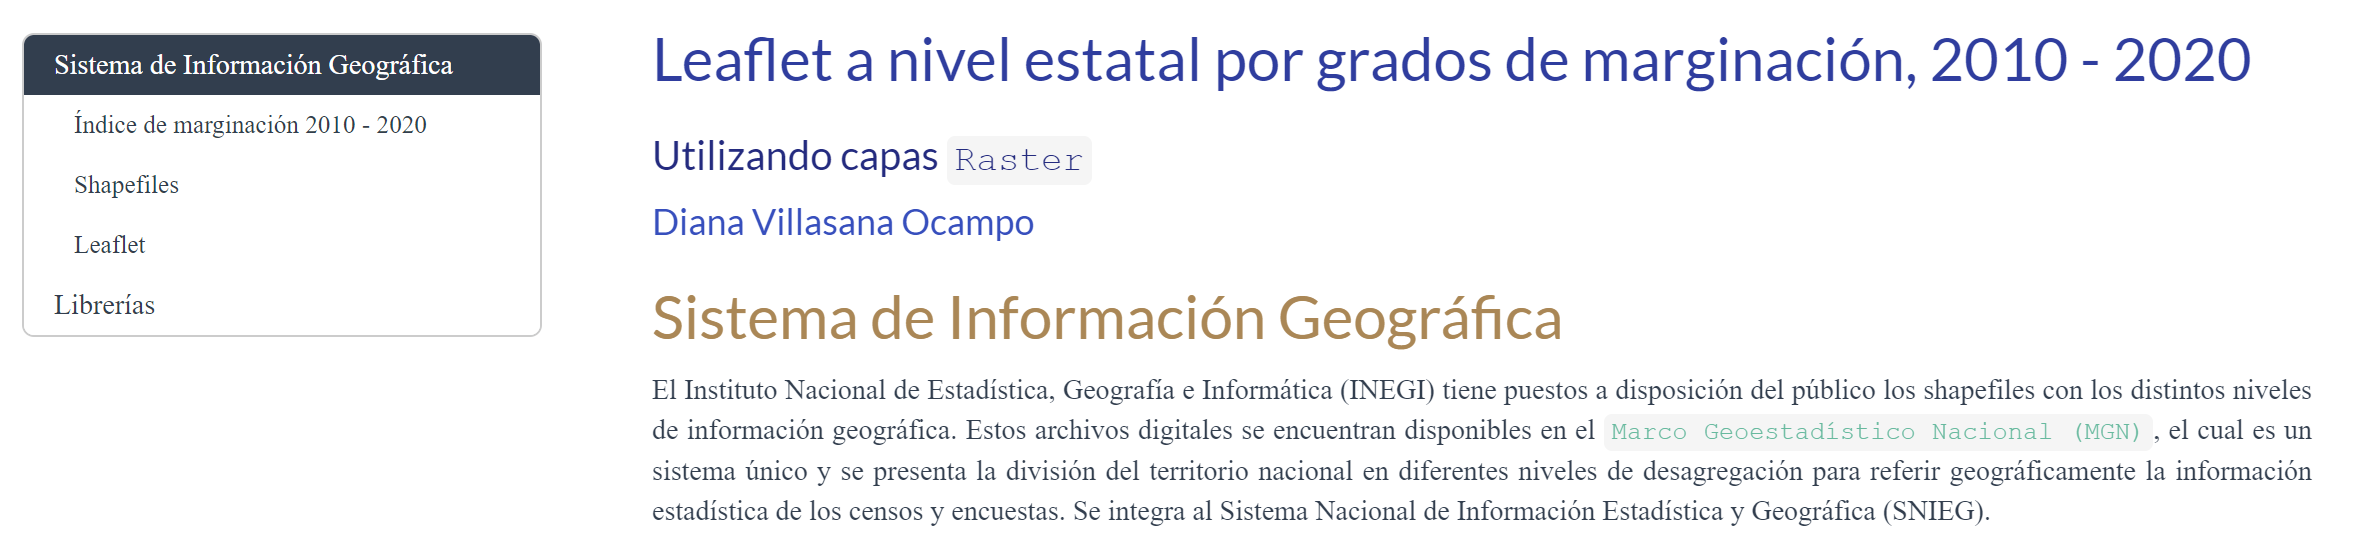 Sistema de Información Geográfica
Índice de marginación 2010 - 2020
Shapefiles
Leaflet
Librerías
Leaflet a nivel estatal por grados de marginación, 2010 - 2020
Utilizando capas Raster
Diana Villasana Ocampo
Sistema de Información Geográfica
El Instituto Nacional de Estadística, Geografía e Informática (INEGI) tiene puestos a disposición del público los shapefiles con los distintos niveles
de información geográfica. Estos archivos digitales se encuentran disponibles en el Marco Geoestadístico Nacional (MGN), el cual es un
sistema único y se presenta la división del territorio nacional en diferentes niveles de desagregación para referir geográficamente la información
estadística de los censos y encuestas. Se integra al Sistema Nacional de Información Estadística y Geográfica (SNIEG).